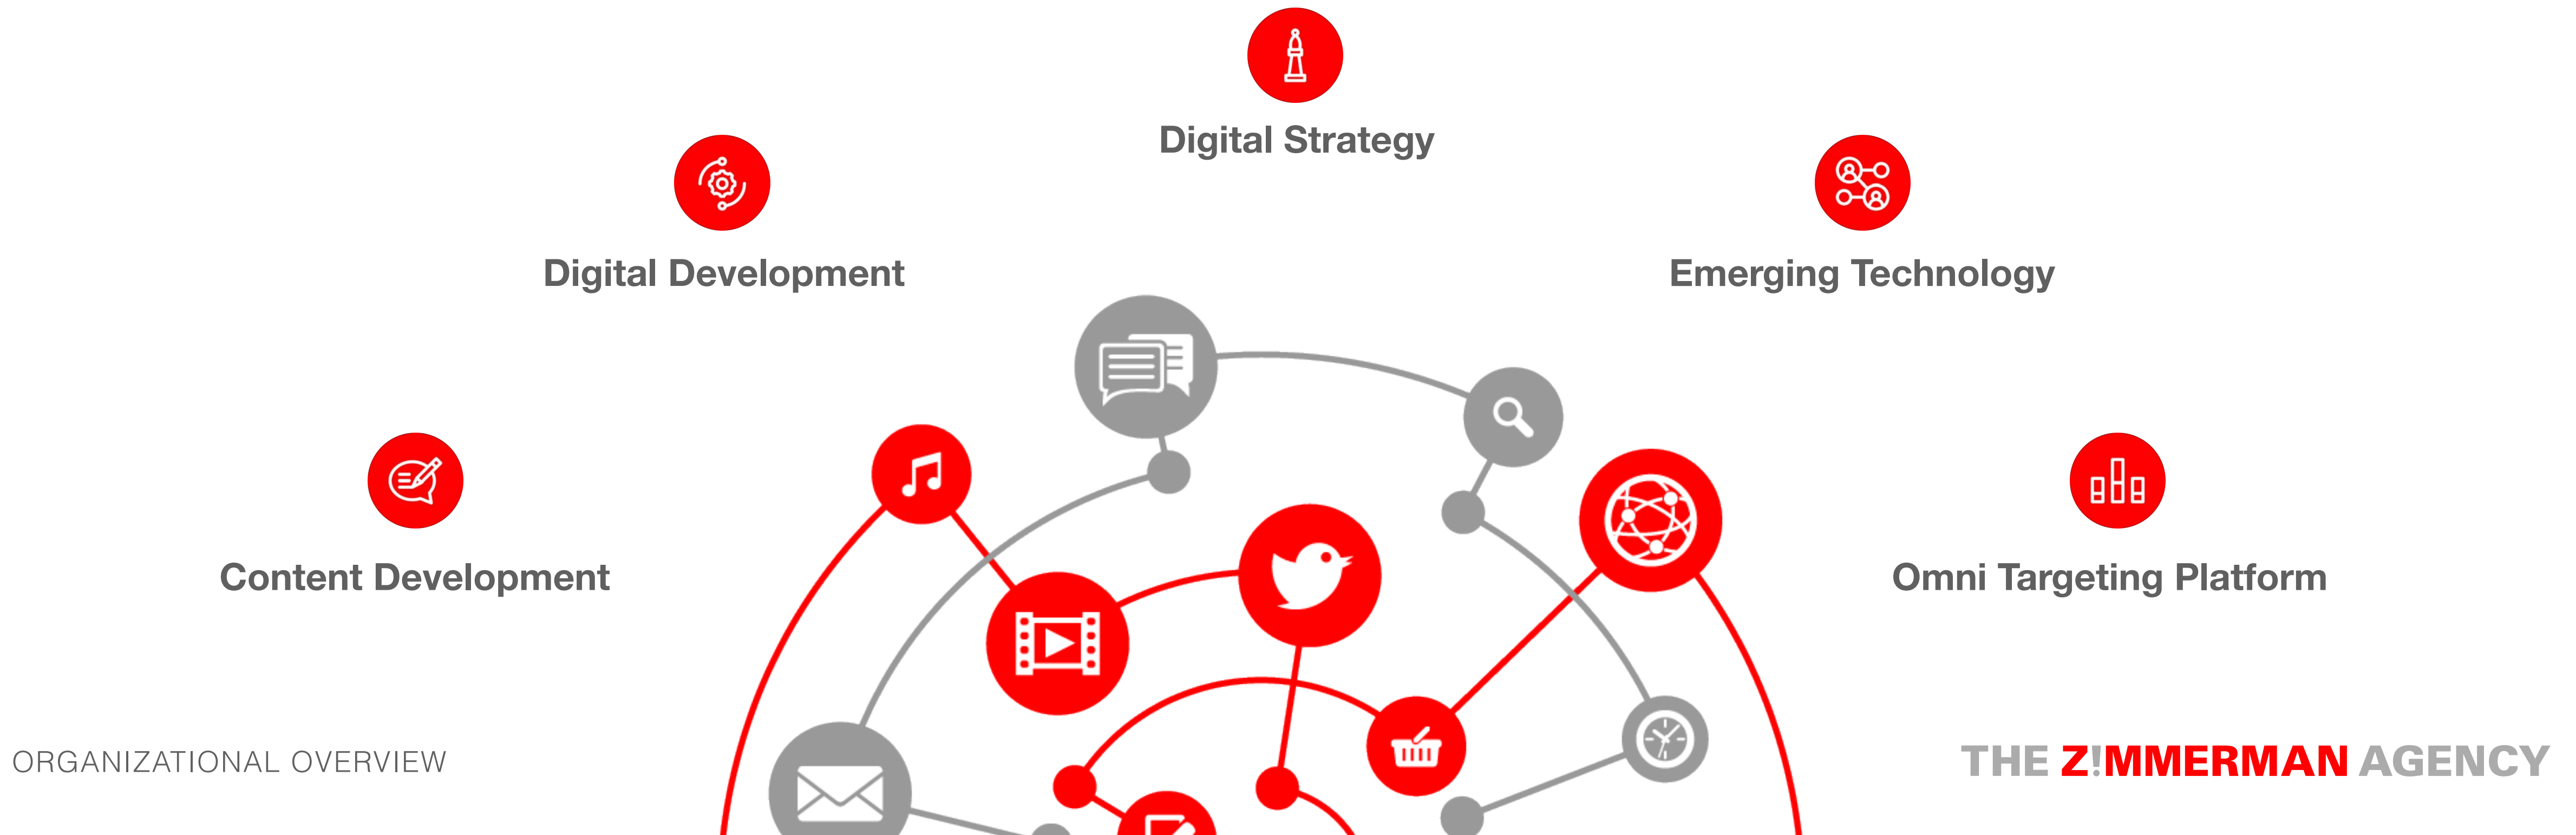 Digital Strategy
Digital Development
Emerging Technology
Content Development
Omni Targeting Platform
ORGANIZATIONAL OVERVIEW
THE Z!MMERMAN AGENCY